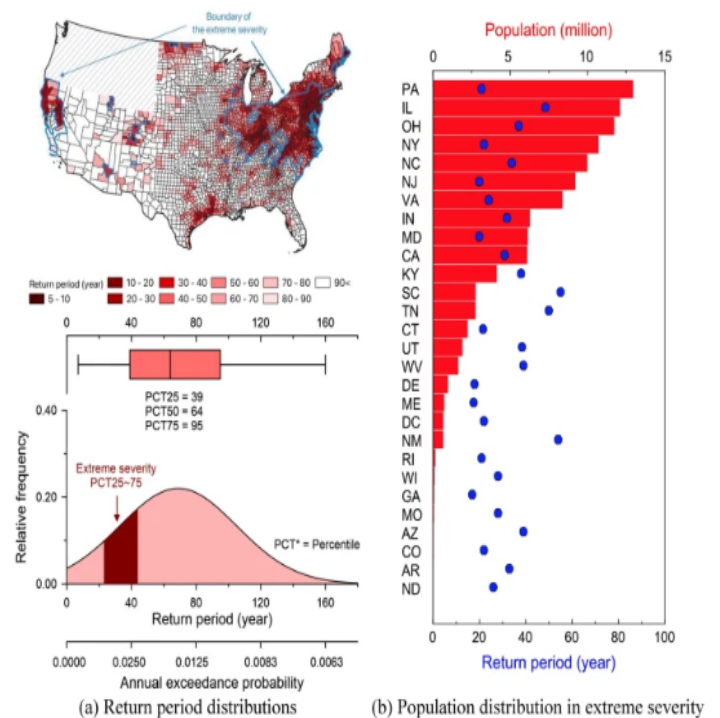 Boundary of
the extreme severity
Return period (year)
5 - 10
10 - 20
20 - 30
30 - 40
40 - 50
50 - 60
60 - 70
70 - 80
80 - 90
90<
0 40 80 120 160
PCT25 = 39
PCT50 = 64
PCT75 = 95
Relative frequency
0.40
0.20
0.00
Extreme severity
PCT25~75
PCT* = Percentile
0 40 80 120 160
Return period (year)
0.0000 0.0250 0.0125 0.0083 0.0063
Annual exceedance probability
(a) Return period distributions
Population (million)
0 5 10 15
PA
IL
OH
NY
NC
NJ
VA
IN
MD
CA
KY
SC
TN
CT
UT
WV
DE
ME
DC
NM
RI
WI
GA
MO
AZ
CO
AR
ND
0 20 40 60 80 100
Return period (year)
(b) Population distribution in extreme severity